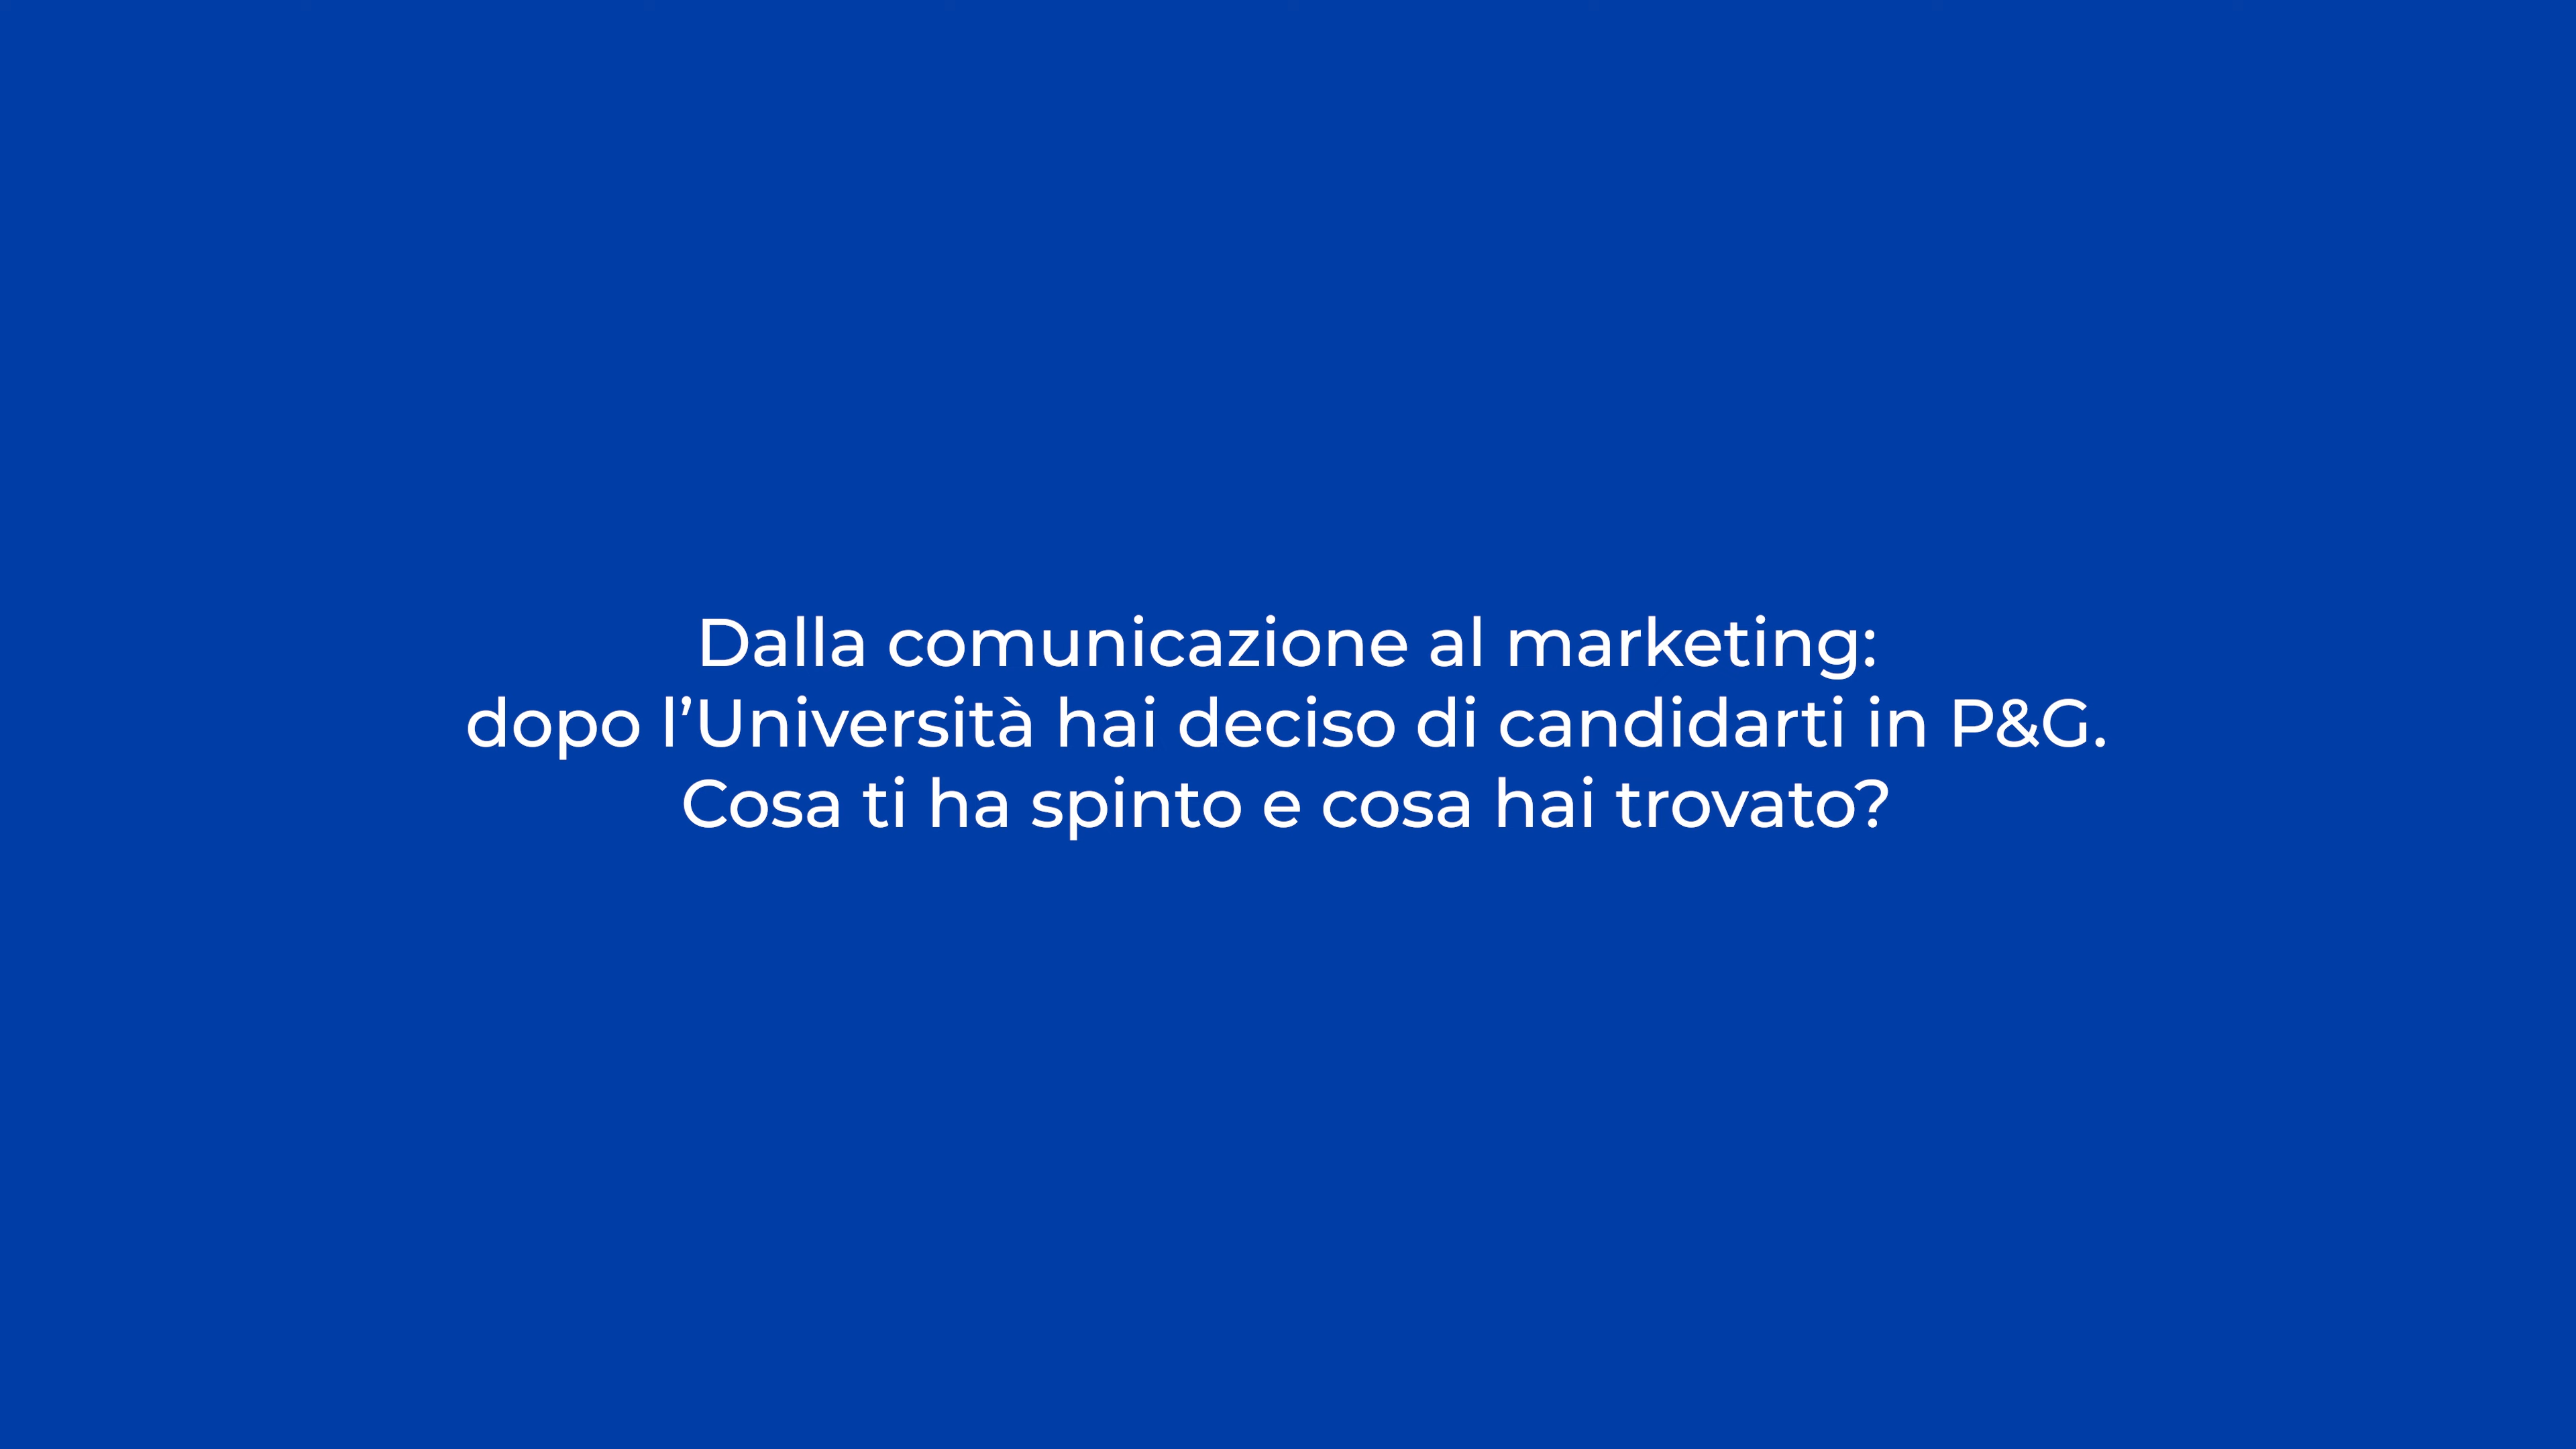 Dalla comunicazione al marketing:
dopo l’Università hai deciso di candidarti in P&G.
Cosa ti ha spinto e cosa hai trovato?